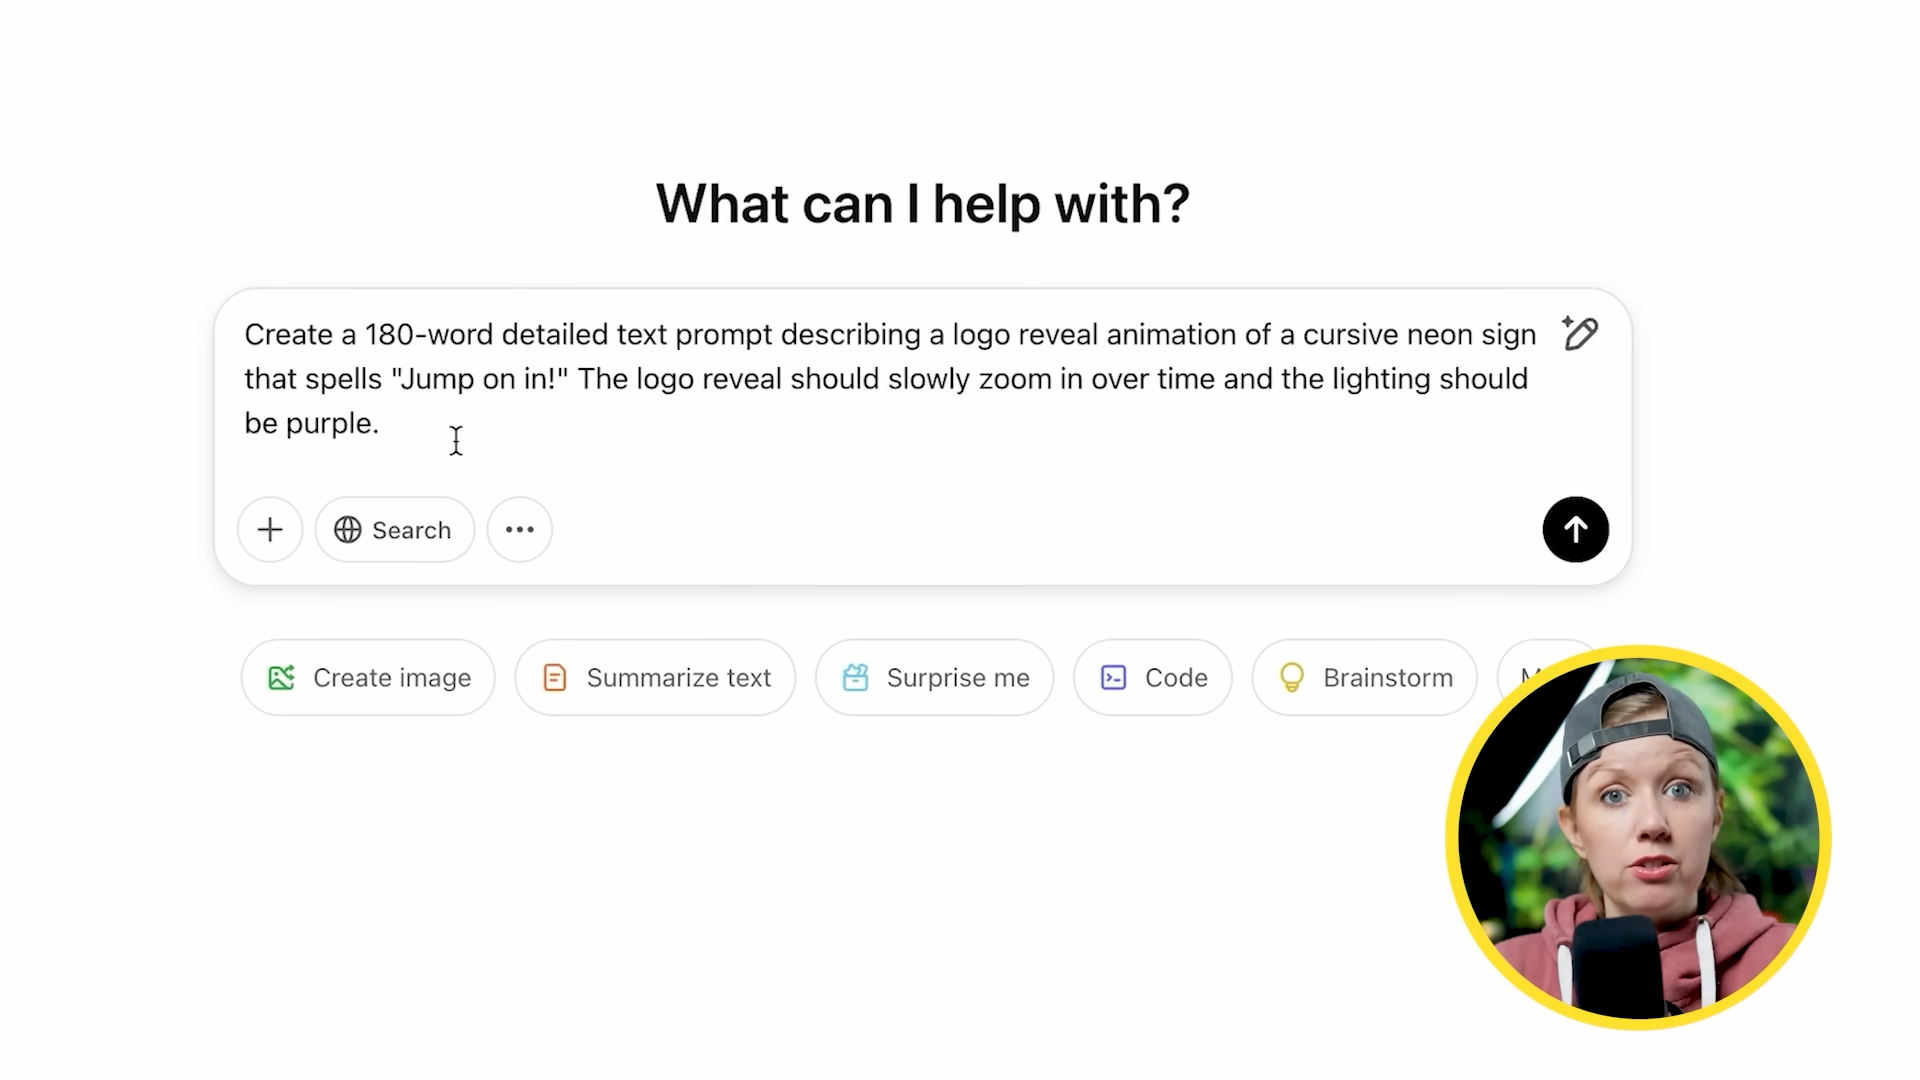 What can I help with?
Create a 180-word detailed text prompt describing a logo reveal animation of a cursive neon sign
that spells "Jump on in!" The logo reveal should slowly zoom in over time and the lighting should
be purple.
Search
Create image
Summarize text
Surprise me
Code
Brainstorm